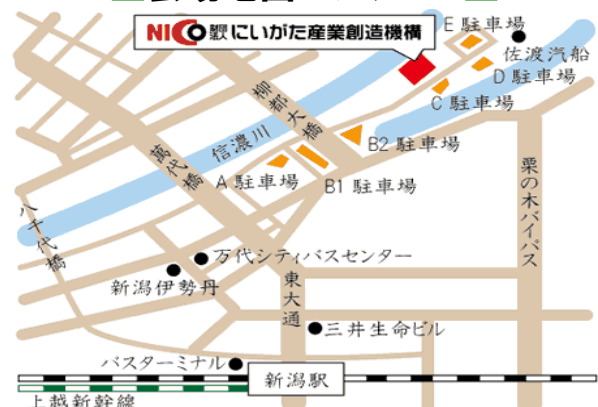 E 駐車場
NICO 財団法人 にいがた産業創造機構
佐渡汽船
D 駐車場
C 駐車場
柳都大橋
信濃川
B2 駐車場
萬代橋
A 駐車場
B1 駐車場
栗の木バイパス
八千代橋
万代シティバスセンター
新潟伊勢丹
東大通
三井生命ビル
バスターミナル
新潟駅
上越新幹線